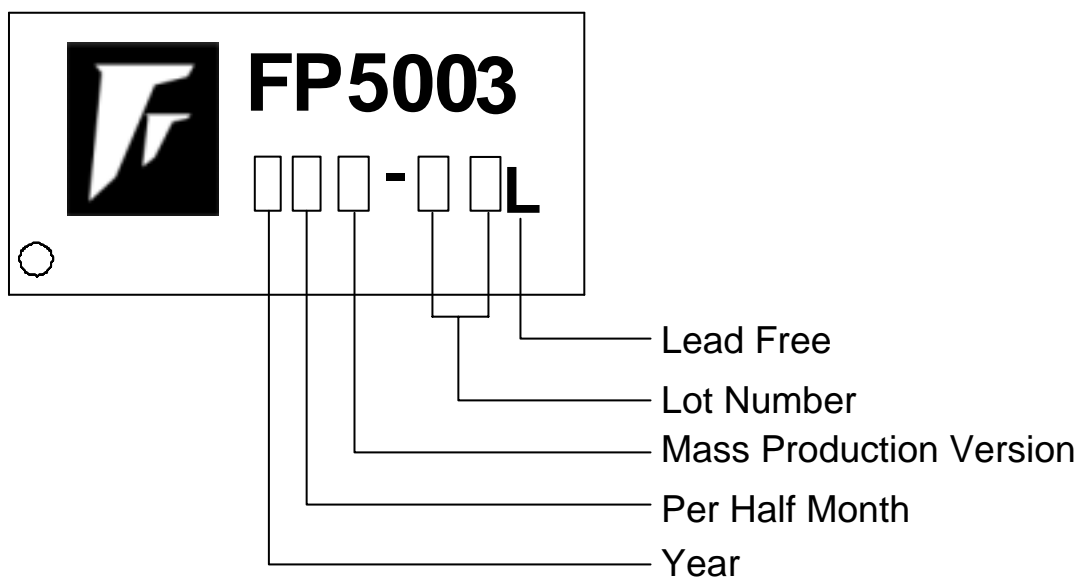 FP5003
- L
Lead Free
Lot Number
Mass Production Version
Per Half Month
Year